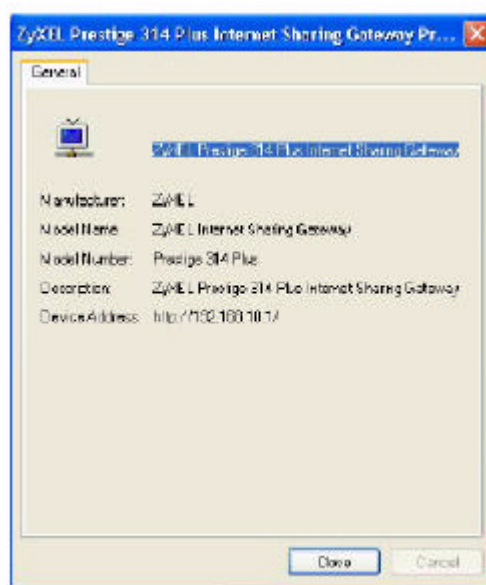 ZyXEL Prestige 314 Plus Internet Sharing Gateway Pr...
General
ZyXEL Prestige 314 Plus Internet Sharing Gateway
Manufacturer: ZyXEL
Model Name: ZyXEL Internet Sharing Gateway
Model Number: Prestige 314 Plus
Description: ZyXEL Prestige 314 Plus Internet Sharing Gateway
Device Address: http://192.168.10.1/
Close Cancel